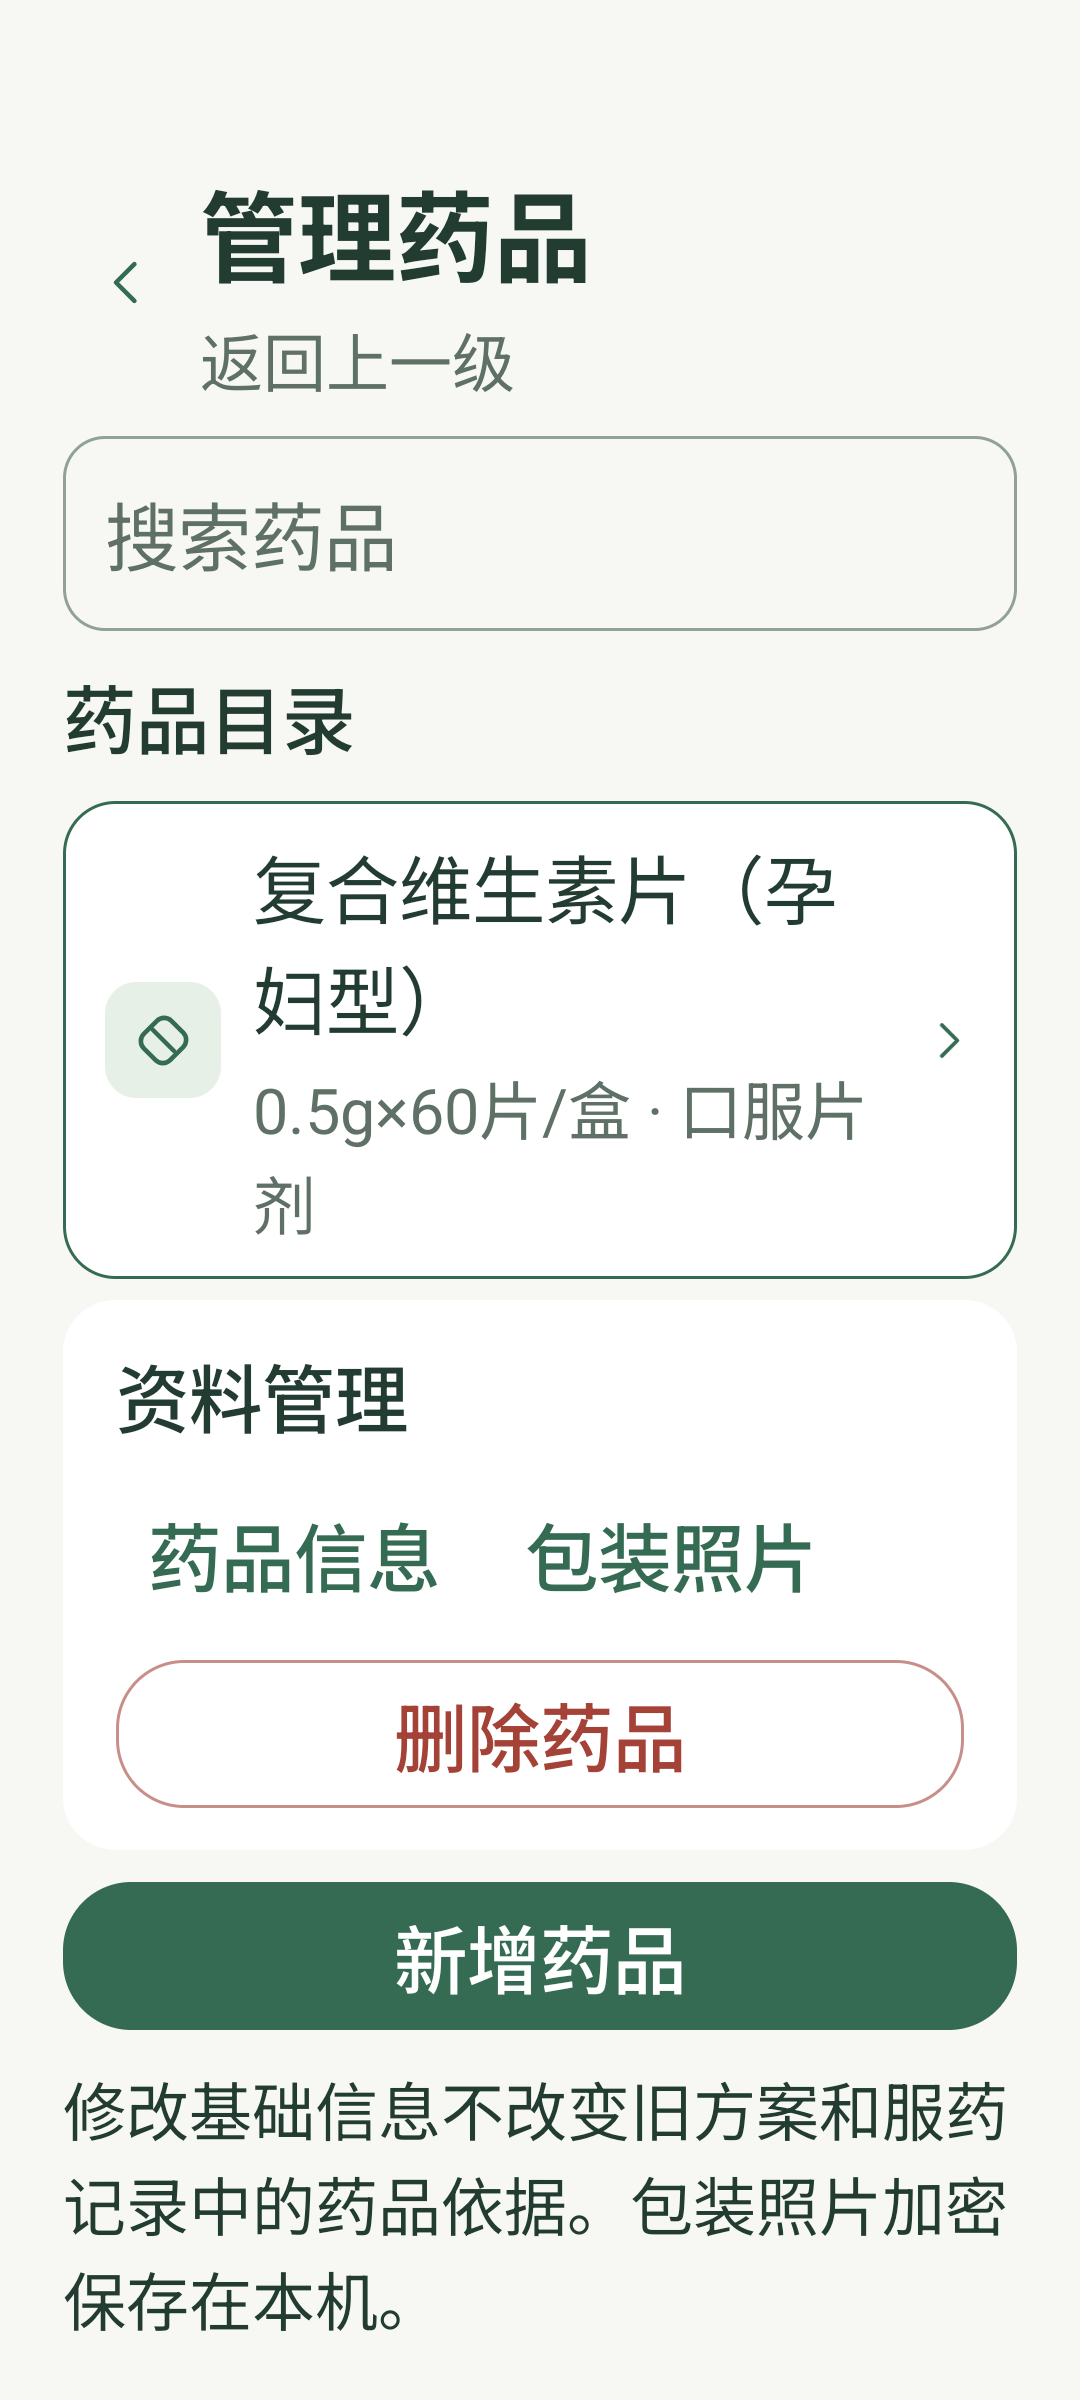 管理药品
返回上一级
搜索药品
药品目录
复合维生素片（孕
妇型）
0.5g×60片/盒 · 口服片
剂
资料管理
药品信息 包装照片
删除药品
新增药品
修改基础信息不改变旧方案和服药
记录中的药品依据。包装照片加密
保存在本机。